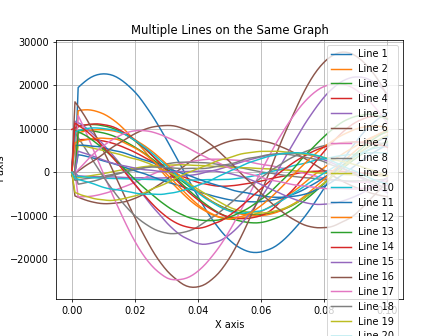 Multiple Lines on the Same Graph
30000
20000
10000
0
−10000
−20000
0.00
0.02
0.04
0.06
X axis
Line 1
Line 2
Line 3
Line 4
Line 5
Line 6
Line 7
Line 8
Line 9
Line 10
Line 11
Line 12
Line 13
Line 14
Line 15
Line 16
Line 17
Line 18
Line 19
Line 20